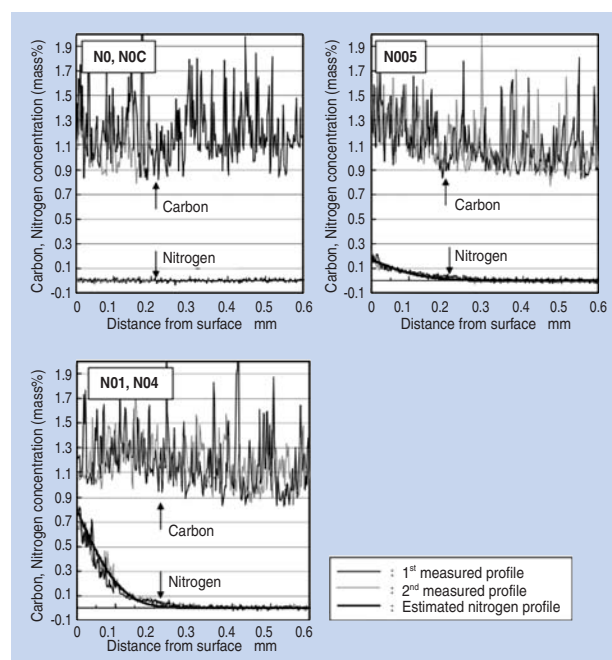 N0, N0C
Carbon, Nitrogen concentration (mass%)
1.9
1.7
1.5
1.3
1.1
0.9
0.7
0.5
0.3
0.1
-0.1
Carbon
Nitrogen
0 0.1 0.2 0.3 0.4 0.5 0.6
Distance from surface mm
N005
Carbon, Nitrogen concentration (mass%)
1.9
1.7
1.5
1.3
1.1
0.9
0.7
0.5
0.3
0.1
-0.1
Carbon
Nitrogen
0 0.1 0.2 0.3 0.4 0.5 0.6
Distance from surface mm
N01, N04
Carbon, Nitrogen concentration (mass%)
1.9
1.7
1.5
1.3
1.1
0.9
0.7
0.5
0.3
0.1
-0.1
Carbon
Nitrogen
0 0.1 0.2 0.3 0.4 0.5 0.6
Distance from surface mm
: 1st measured profile
: 2nd measured profile
: Estimated nitrogen profile